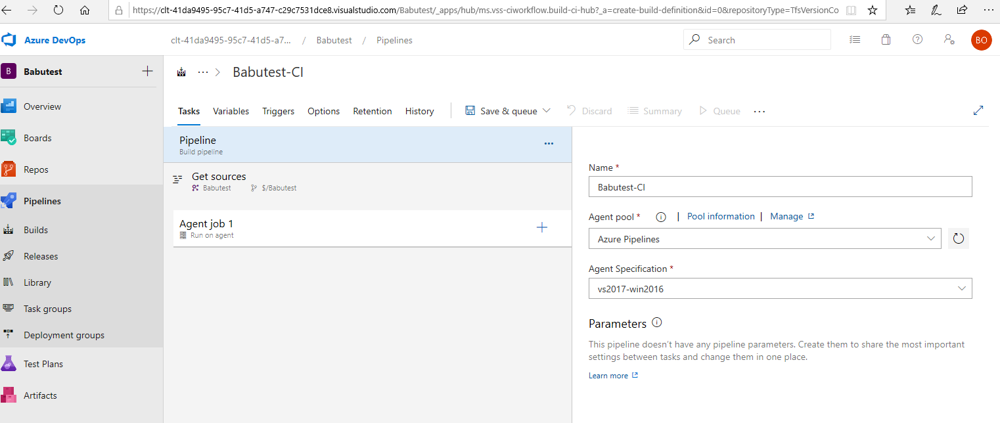 https://clt-41da9495-95c7-41d5-a747-c29c7531dce8.visualstudio.com/Babutest/_apps/hub/ms.vss-ciworkflow.build-ci-hub?_a=create-build-definition&id=0&repositoryType=TfsVersionCo
Azure DevOps
clt-41da9495-95c7-41d5-a7... / Babutest / Pipelines
Search
BO
B Babutest
Overview
Boards
Repos
Pipelines
Builds
Releases
Library
Task groups
Deployment groups
Test Plans
Artifacts
... > Babutest-CI
Tasks Variables Triggers Options Retention History Save & queue Discard Summary Queue ...
Pipeline ...
Build pipeline
Get sources
Babutest $/Babutest
Agent job 1
Run on agent
Name *
Babutest-CI
Agent pool * | Pool information | Manage
Azure Pipelines
Agent Specification *
vs2017-win2016
Parameters
This pipeline doesn't have any pipeline parameters. Create them to share the most important
settings between tasks and change them in one place.
Learn more